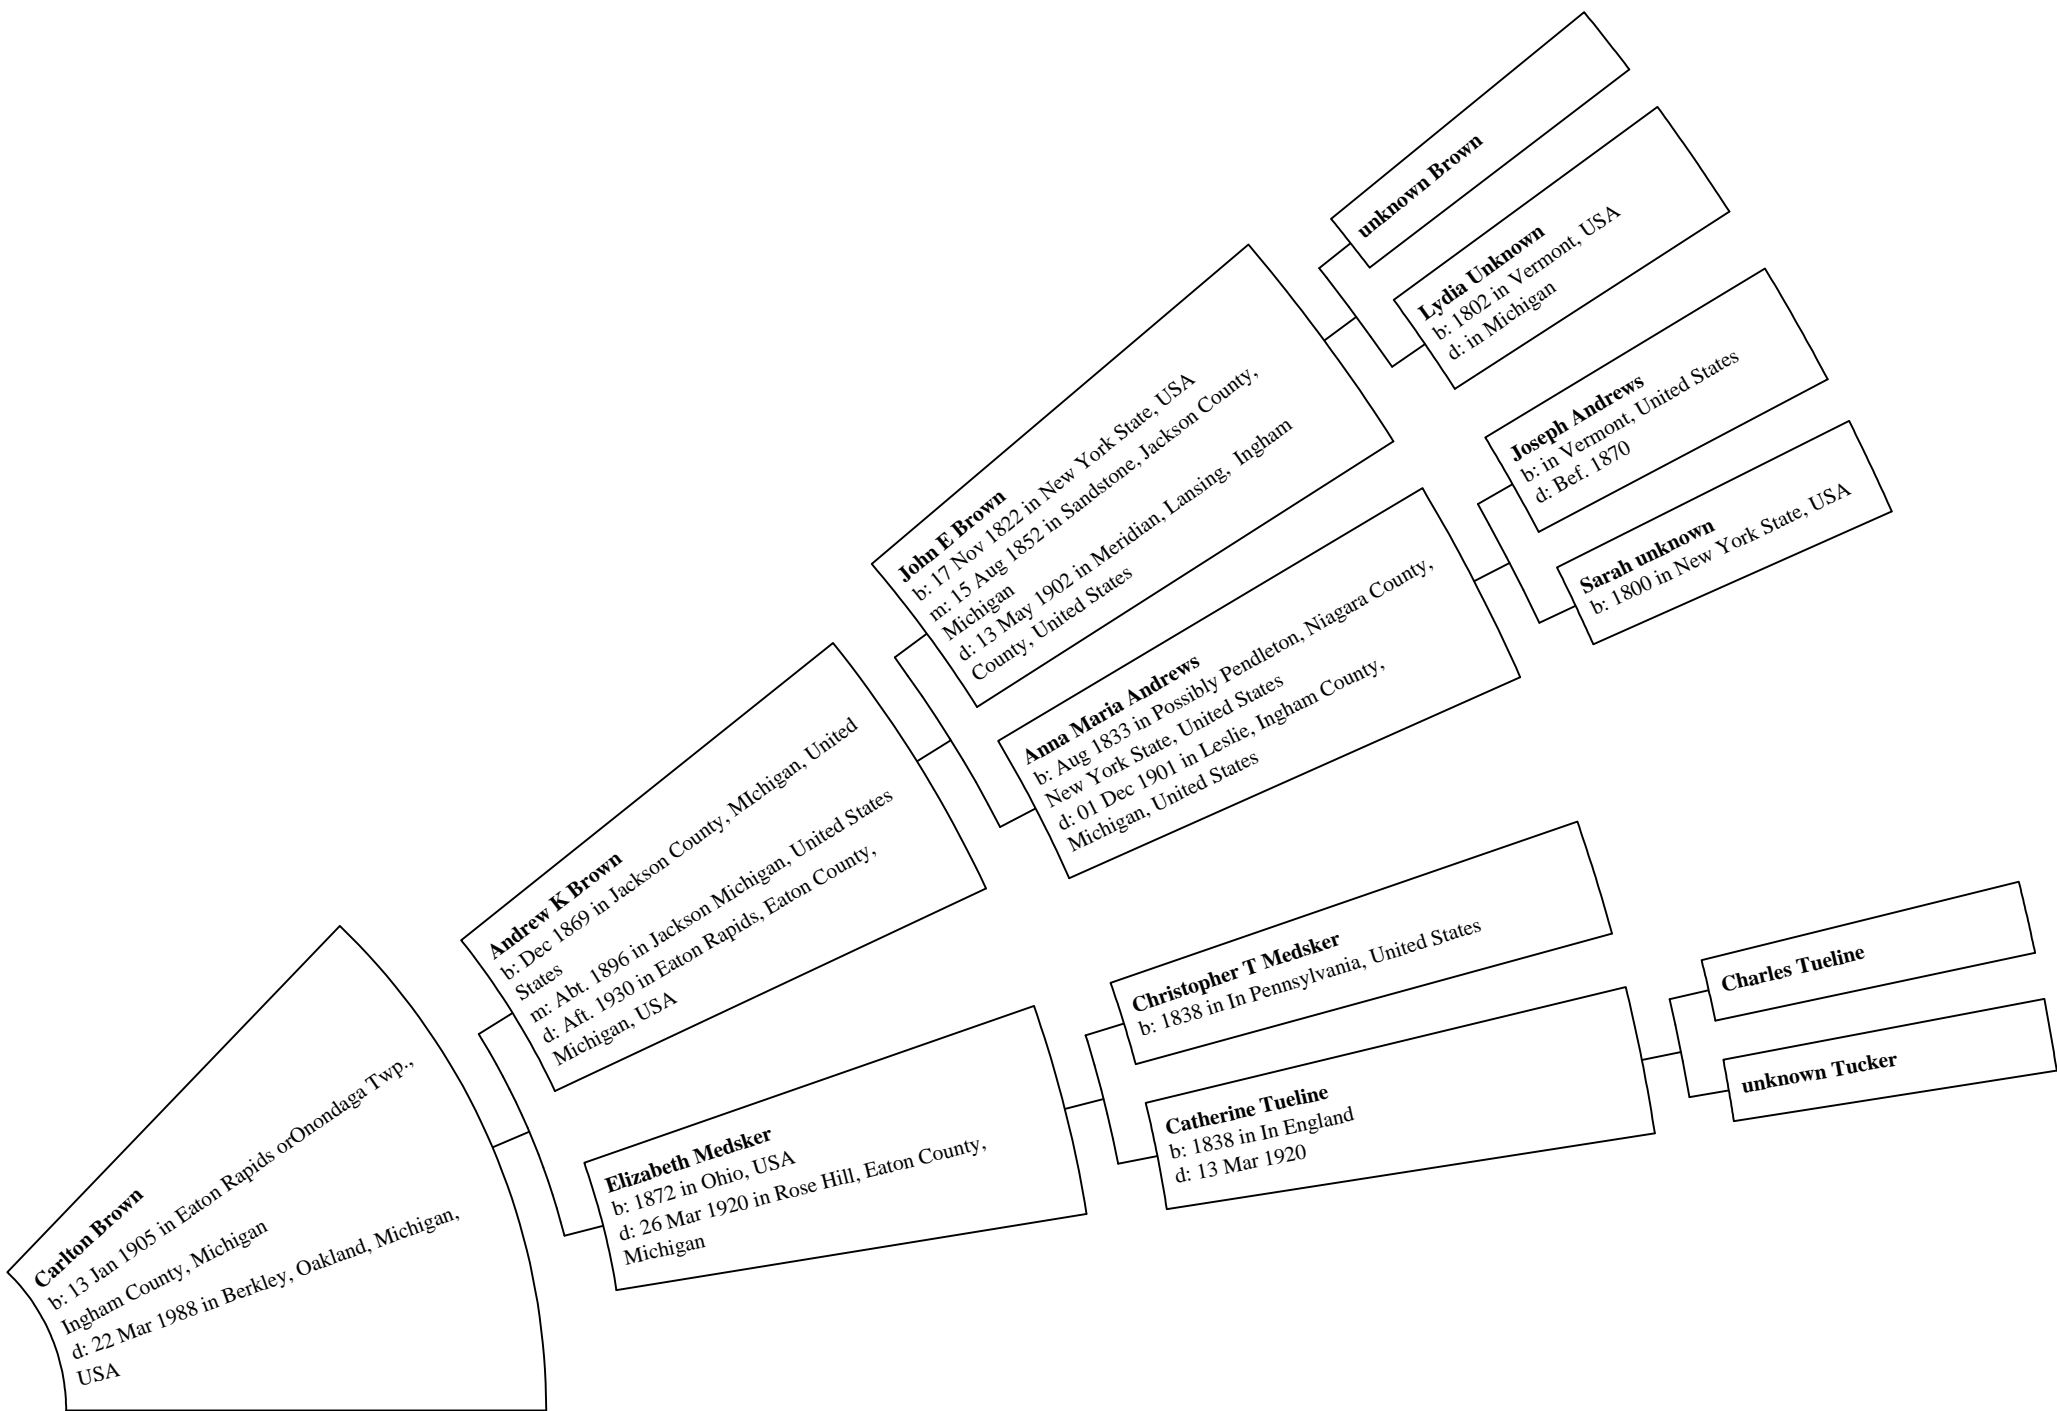 unknown Brown
Lydia Unknown
b: 1802 in Vermont, USA
d: in Michigan
Joseph Andrews
b: in Vermont, United States
d: Bef. 1870
Sarah unknown
b: 1800 in New York State, USA
John E Brown
b: 17 Nov 1822 in New York State, USA
m: 15 Aug 1852 in Sandstone, Jackson County,
Michigan
d: 13 May 1902 in Meridian, Lansing,  Ingham
County, United States
Anna Maria Andrews
b: Aug 1833 in Possibly Pendleton, Niagara County,
New York State, United States
d: 01 Dec 1901 in Leslie, Ingham County,
Michigan, United States
Andrew K Brown
b: Dec 1869 in Jackson County, MIchigan, United
States
m: Abt. 1896 in Jackson Michigan, United States
d: Aft. 1930 in Eaton Rapids, Eaton County,
Michigan, USA
Christopher T Medsker
b: 1838 in In Pennsylvania, United States
Charles Tueline
unknown Tucker
Catherine Tueline
b: 1838 in In England
d: 13 Mar 1920
Elizabeth Medsker
b: 1872 in Ohio, USA
d: 26 Mar 1920 in Rose Hill, Eaton County,
Michigan
Carlton Brown
b: 13 Jan 1905 in Eaton Rapids orOnondaga Twp.,
Ingham County, Michigan
d: 22 Mar 1988 in Berkley, Oakland, Michigan,
USA